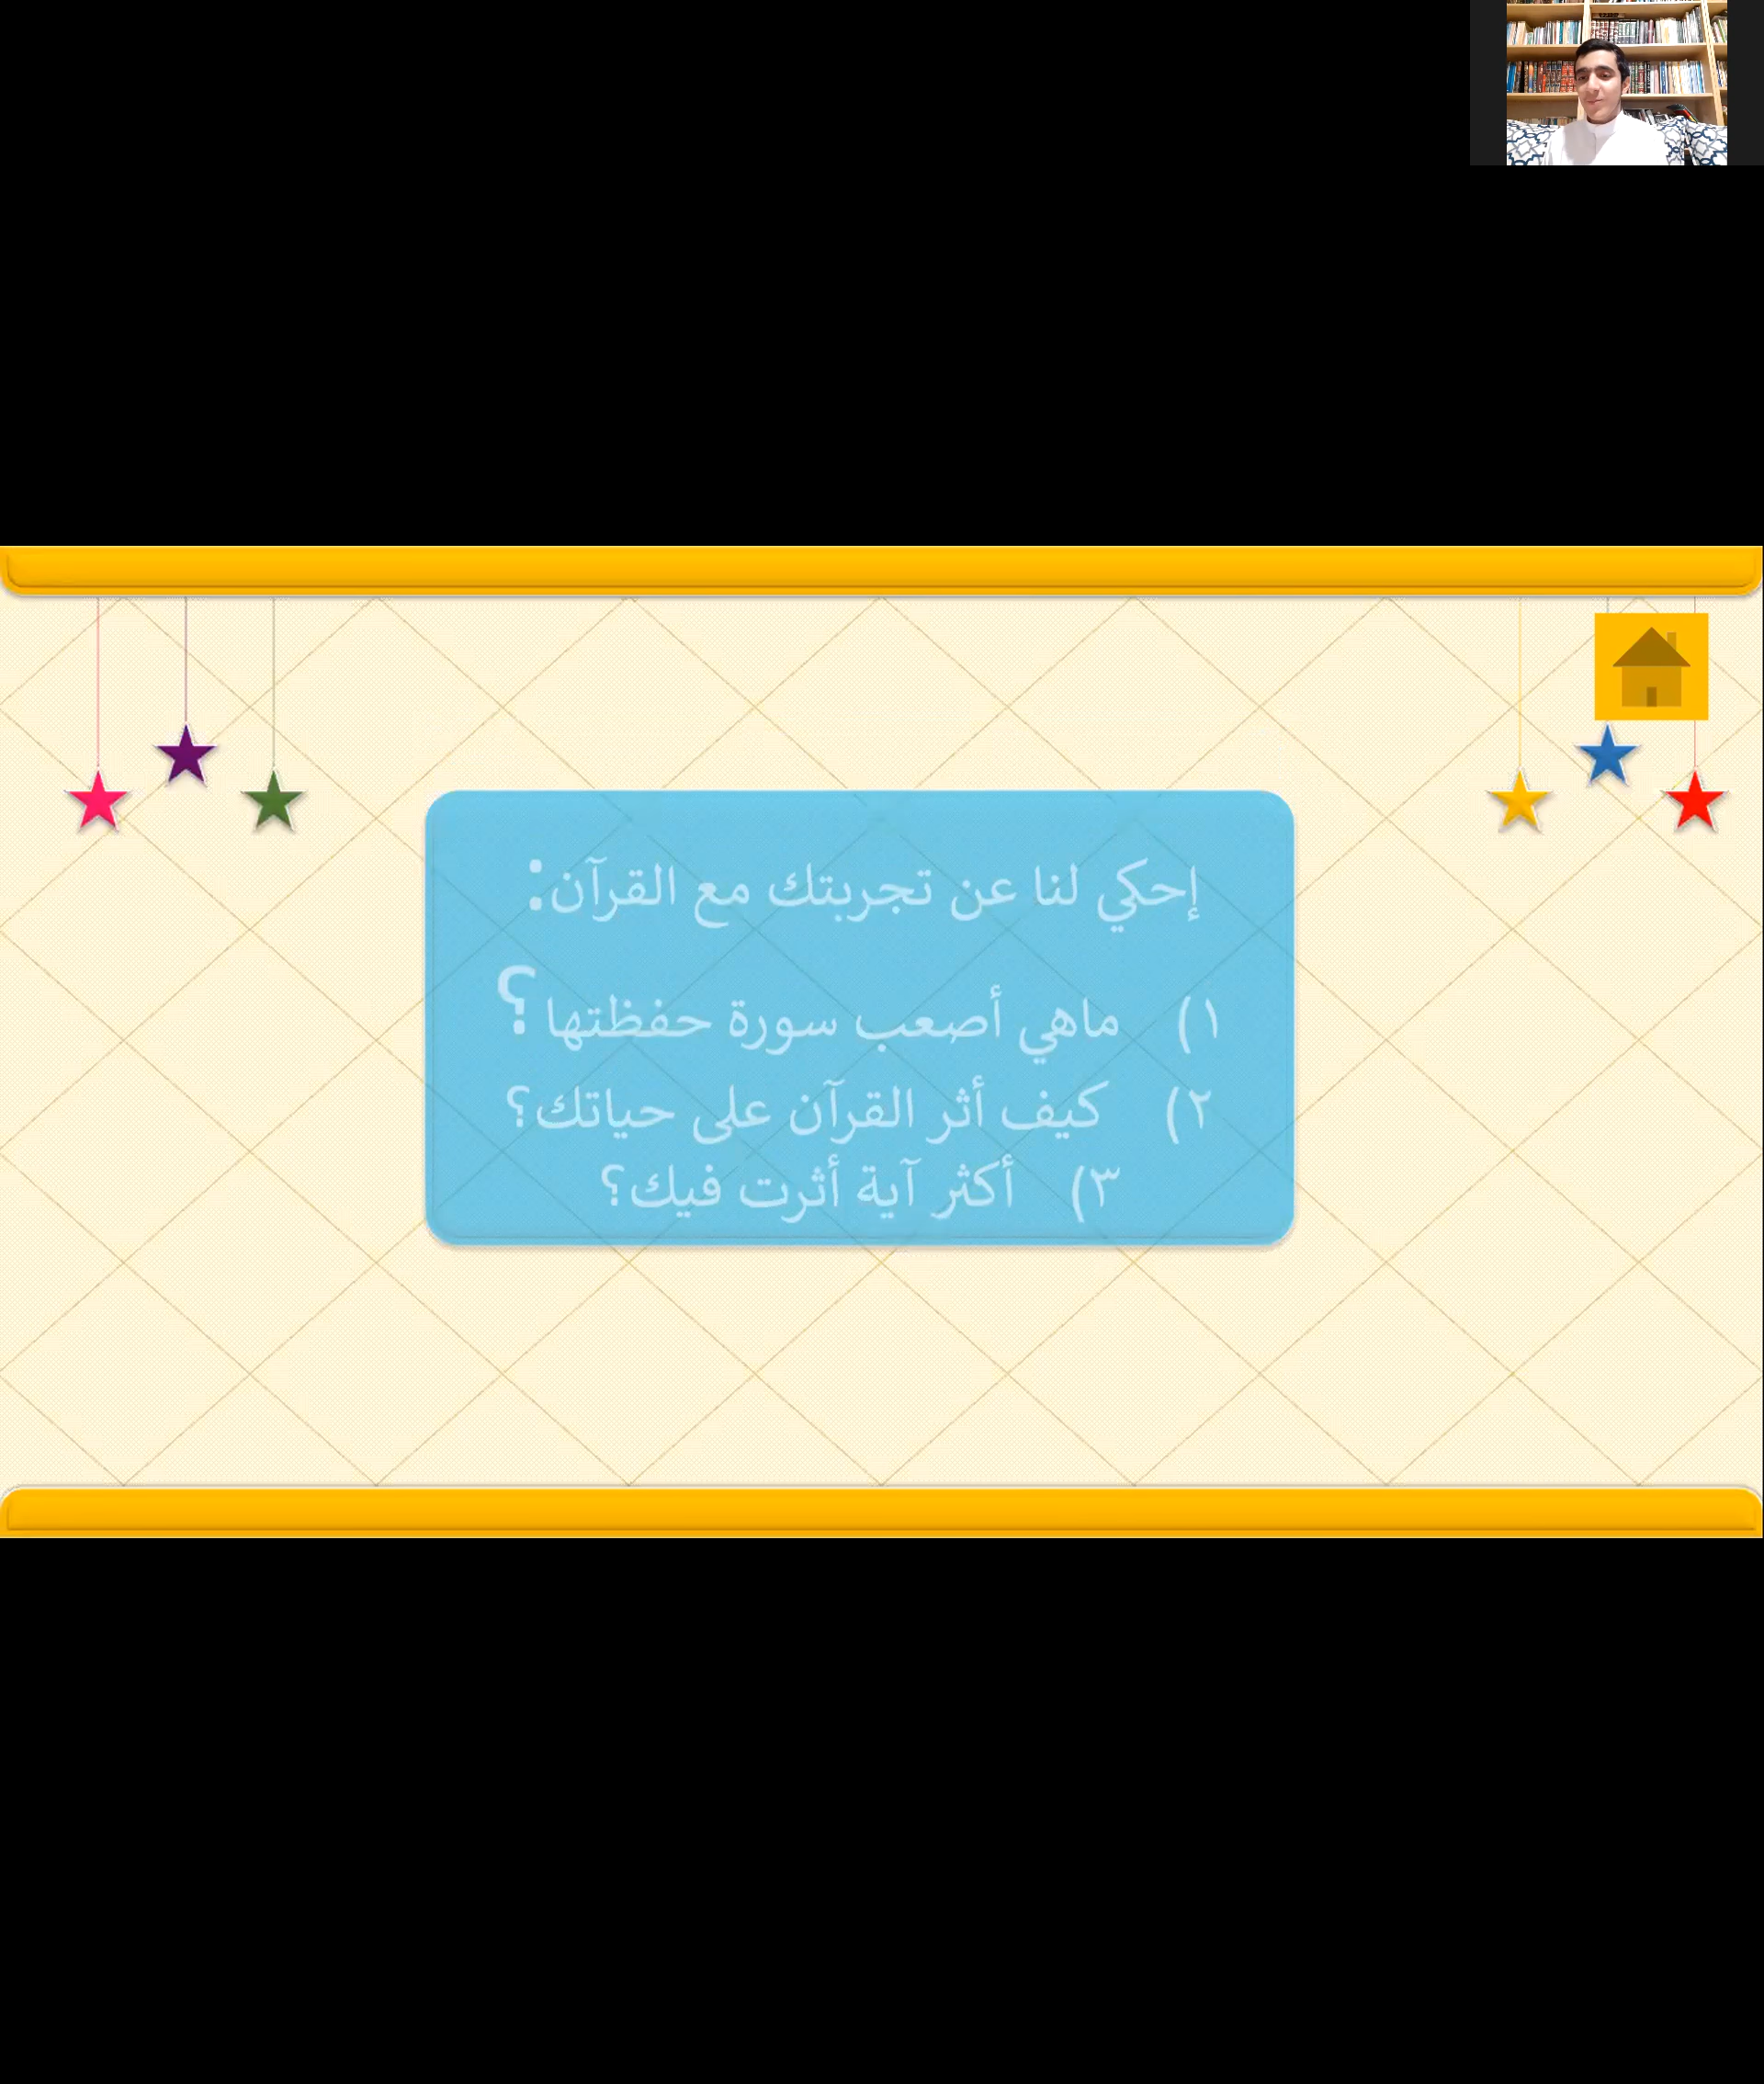 إحكي لنا عن تجربتك مع القرآن:
١) ماهي أصعب سورة حفظتها؟
٢) كيف أثر القرآن على حياتك؟
٣) أكثر آية أثرت فيك؟